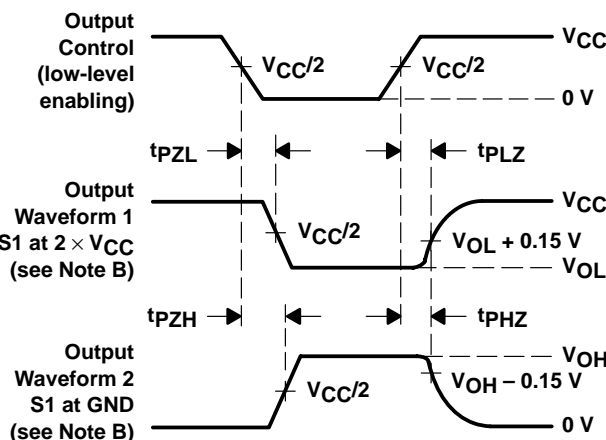 Output
Control
(low-level
enabling)
VCC/2
VCC/2
VCC
0 V
tPZL
tPLZ
Output
Waveform 1
S1 at 2 × VCC
(see Note B)
VCC/2
VCC
VOL + 0.15 V
VOL
tPZH
tPHZ
Output
Waveform 2
S1 at GND
(see Note B)
VCC/2
VOH
VOH – 0.15 V
0 V